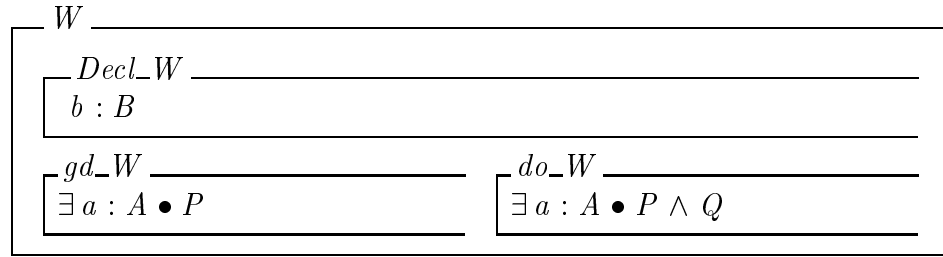 W
Decl_W
b : B
gd_W
∃ a : A • P
do_W
∃ a : A • P ∧ Q